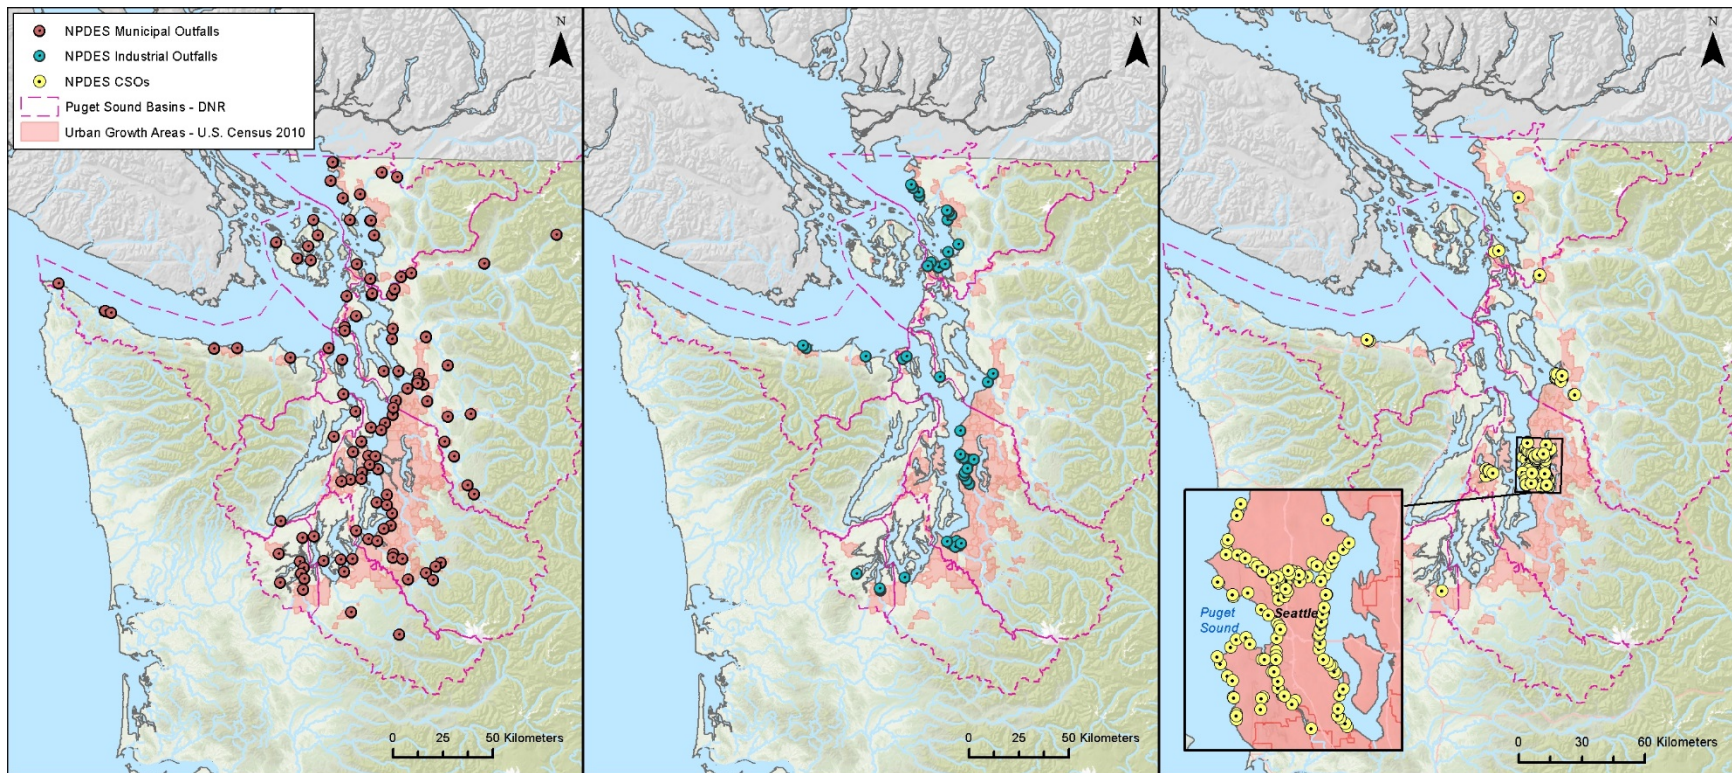 NPDES Municipal Outfalls
NPDES Industrial Outfalls
NPDES CSOs
Puget Sound Basins - DNR
Urban Growth Areas - U.S. Census 2010
N
N
N
Puget
Sound
Seattle
0 25 50 Kilometers
0 25 50 Kilometers
0 30 60 Kilometers